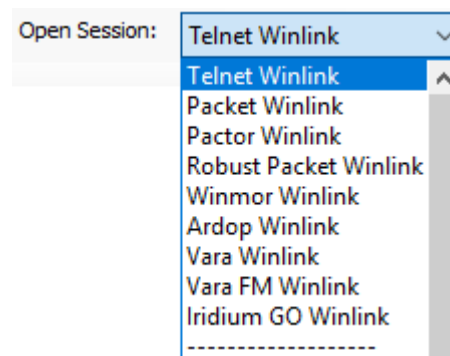 Open Session: Telnet Winlink
Telnet Winlink
Packet Winlink
Pactor Winlink
Robust Packet Winlink
Winmor Winlink
Ardop Winlink
Vara Winlink
Vara FM Winlink
Iridium GO Winlink
-------------------